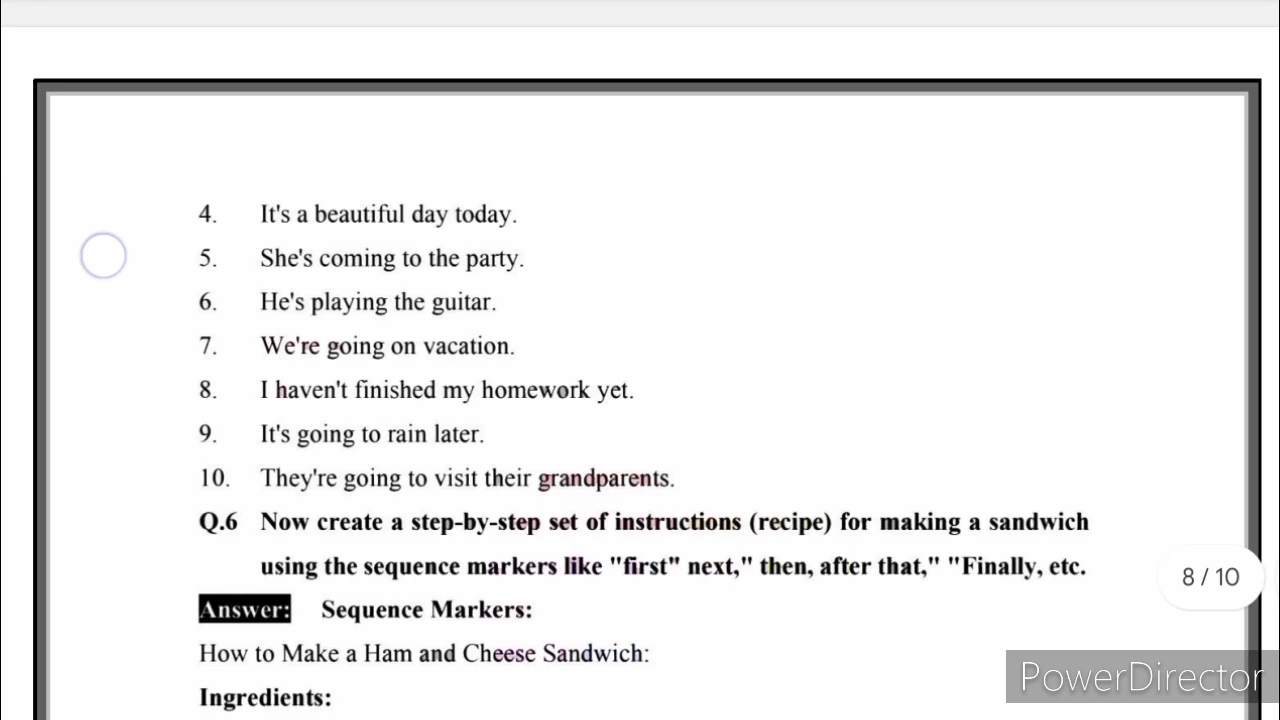 4. It's a beautiful day today.
5. She's coming to the party.
6. He's playing the guitar.
7. We're going on vacation.
8. I haven't finished my homework yet.
9. It's going to rain later.
10. They're going to visit their grandparents.
Q.6 Now create a step-by-step set of instructions (recipe) for making a sandwich
using the sequence markers like "first" next," then, after that," "Finally, etc.
8 / 10
Answer: Sequence Markers:
How to Make a Ham and Cheese Sandwich:
Ingredients:
PowerDirector